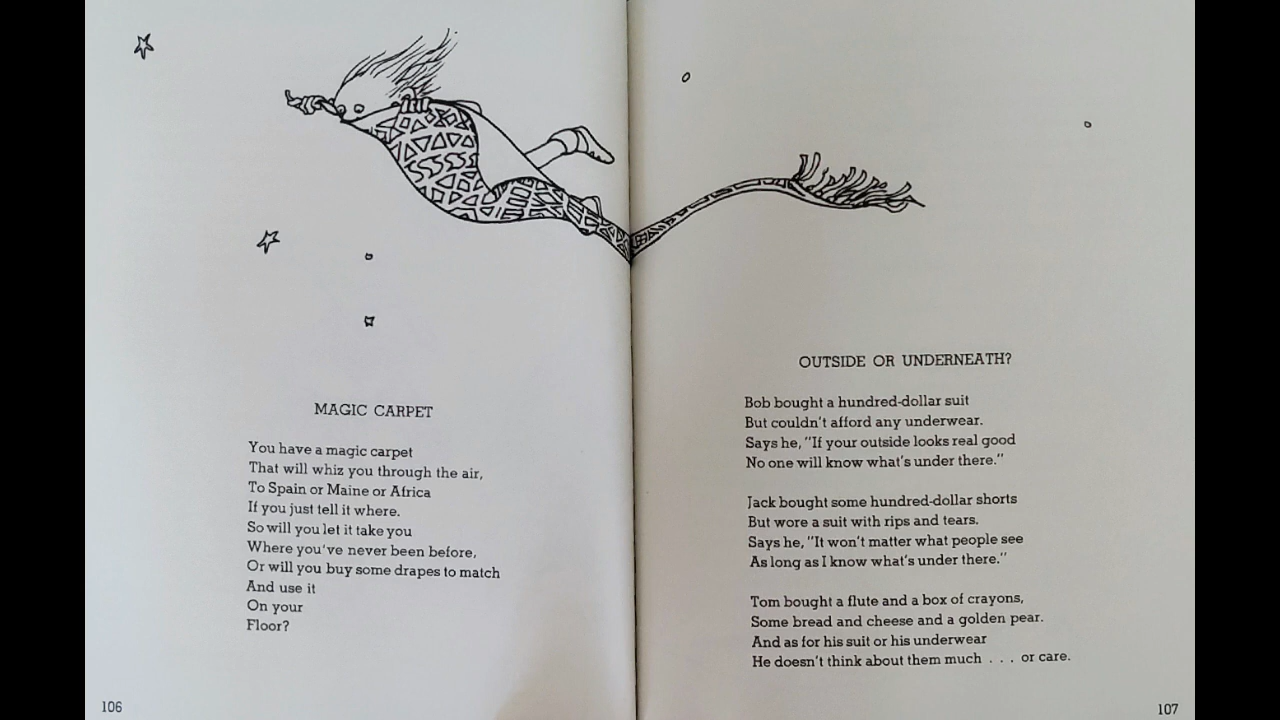 MAGIC CARPET
You have a magic carpet
That will whiz you through the air,
To Spain or Maine or Africa
If you just tell it where.
So will you let it take you
Where you've never been before,
Or will you buy some drapes to match
And use it
On your
Floor?
106
OUTSIDE OR UNDERNEATH?
Bob bought a hundred-dollar suit
But couldn't afford any underwear.
Says he, "If your outside looks real good
No one will know what's under there."
Jack bought some hundred-dollar shorts
But wore a suit with rips and tears.
Says he, "It won't matter what people see
As long as I know what's under there."
Tom bought a flute and a box of crayons,
Some bread and cheese and a golden pear.
And as for his suit or his underwear
He doesn't think about them much . . . or care.
107